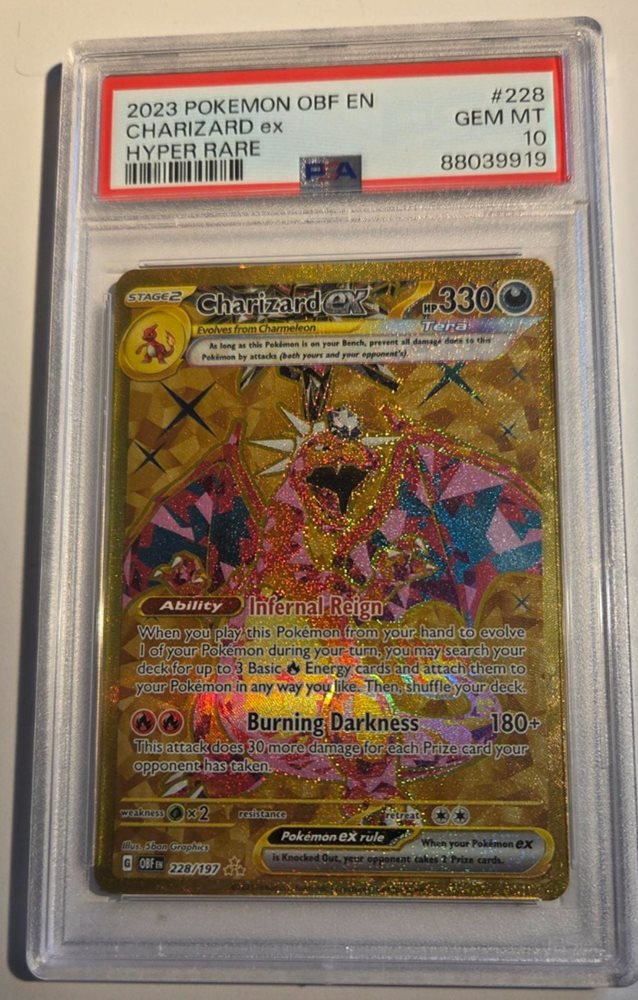 2023 POKEMON OBF EN #228
CHARIZARD ex GEM MT
HYPER RARE 10
PSA 88039919
STAGE 2 Charizard ex HP 330
Evolves from Charmeleon Tera
As long as this Pokémon is on your Bench, prevent all damage done to this
Pokémon by attacks (both yours and your opponent's).
Ability Infernal Reign
When you play this Pokémon from your hand to evolve
1 of your Pokémon during your turn, you may search your
deck for up to 3 Basic Energy cards and attach them to
your Pokémon in any way you like. Then, shuffle your deck.
Burning Darkness 180+
This attack does 30 more damage for each Prize card your
opponent has taken.
weakness ×2 resistance retreat
Illus. 5ban Graphics Pokémon ex rule When your Pokémon ex
is Knocked Out, your opponent takes 2 Prize cards.
G OBF EN 228/197